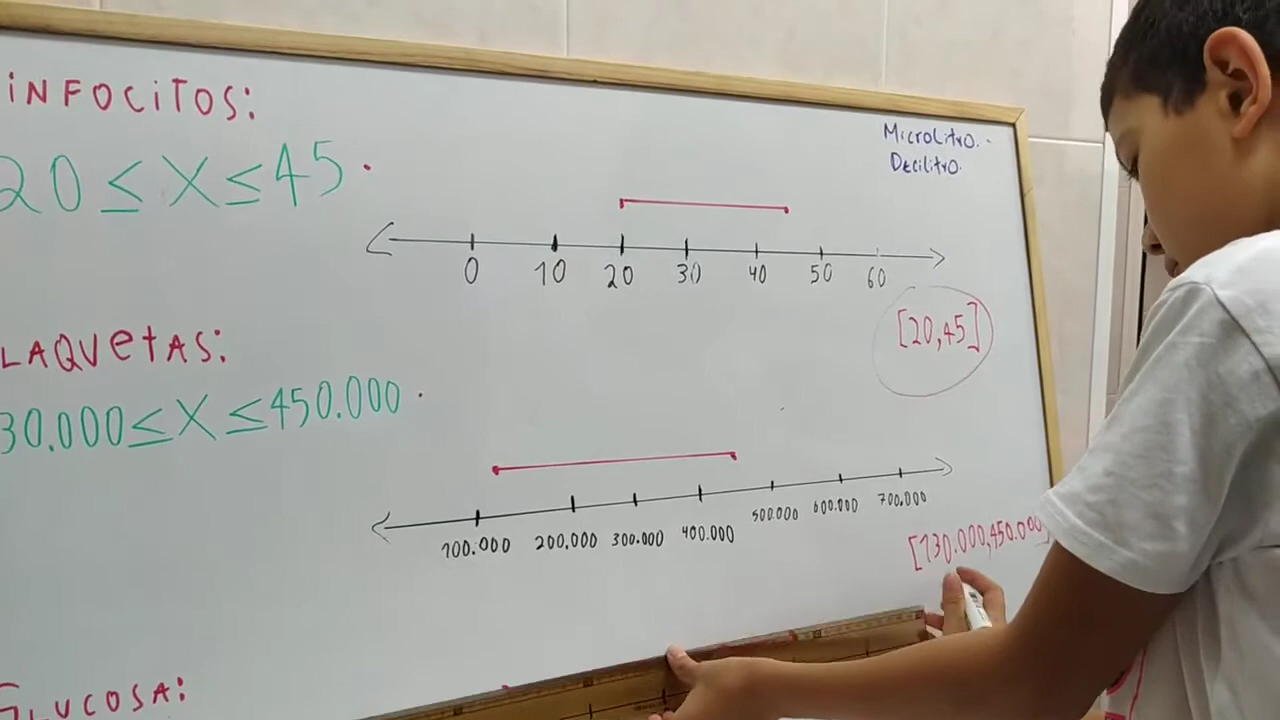 iNFOCiTOS:
20 ≤ X ≤ 45
MicroLitro.
Decilitro.
0 10 20 30 40 50 60
[20,45]
LAQUetAS:
30.000 ≤ X ≤ 450.000
100.000 200.000 300.000 400.000 500.000 600.000 700.000
[130.000,450.000]
GLUCOSA: